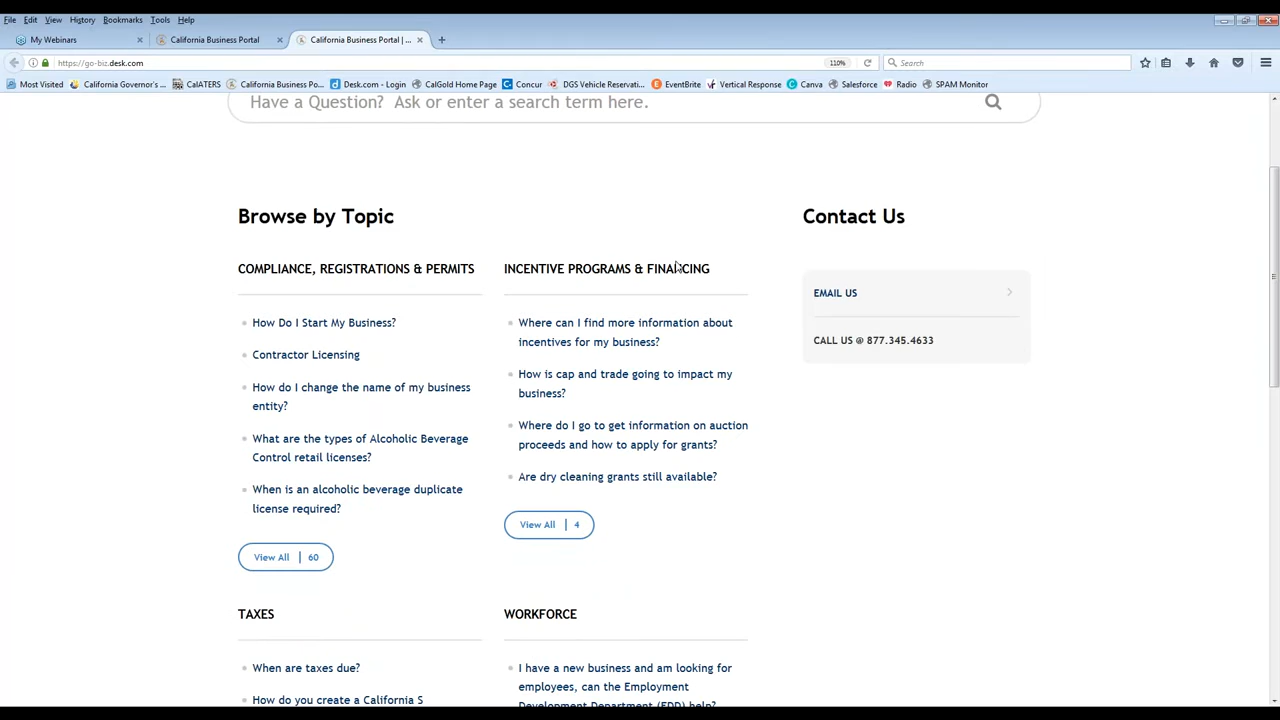 File Edit View History Bookmarks Tools Help
My Webinars × California Business Portal × California Business Portal | ... × +
https://go-biz.desk.com 110% Search
Most Visited California Governor's ... CalATERS California Business Po... Desk.com - Login CalGold Home Page Concur DGS Vehicle Reservati... EventBrite Vertical Response Canva Salesforce Radio SPAM Monitor
Have a Question? Ask or enter a search term here.
Browse by Topic
Contact Us
COMPLIANCE, REGISTRATIONS & PERMITS
How Do I Start My Business?
Contractor Licensing
How do I change the name of my business
entity?
What are the types of Alcoholic Beverage
Control retail licenses?
When is an alcoholic beverage duplicate
license required?
View All | 60
INCENTIVE PROGRAMS & FINANCING
Where can I find more information about
incentives for my business?
How is cap and trade going to impact my
business?
Where do I go to get information on auction
proceeds and how to apply for grants?
Are dry cleaning grants still available?
View All | 4
EMAIL US
CALL US @ 877.345.4633
TAXES
When are taxes due?
How do you create a California S
WORKFORCE
I have a new business and am looking for
employees, can the Employment
Development Department (EDD) help?